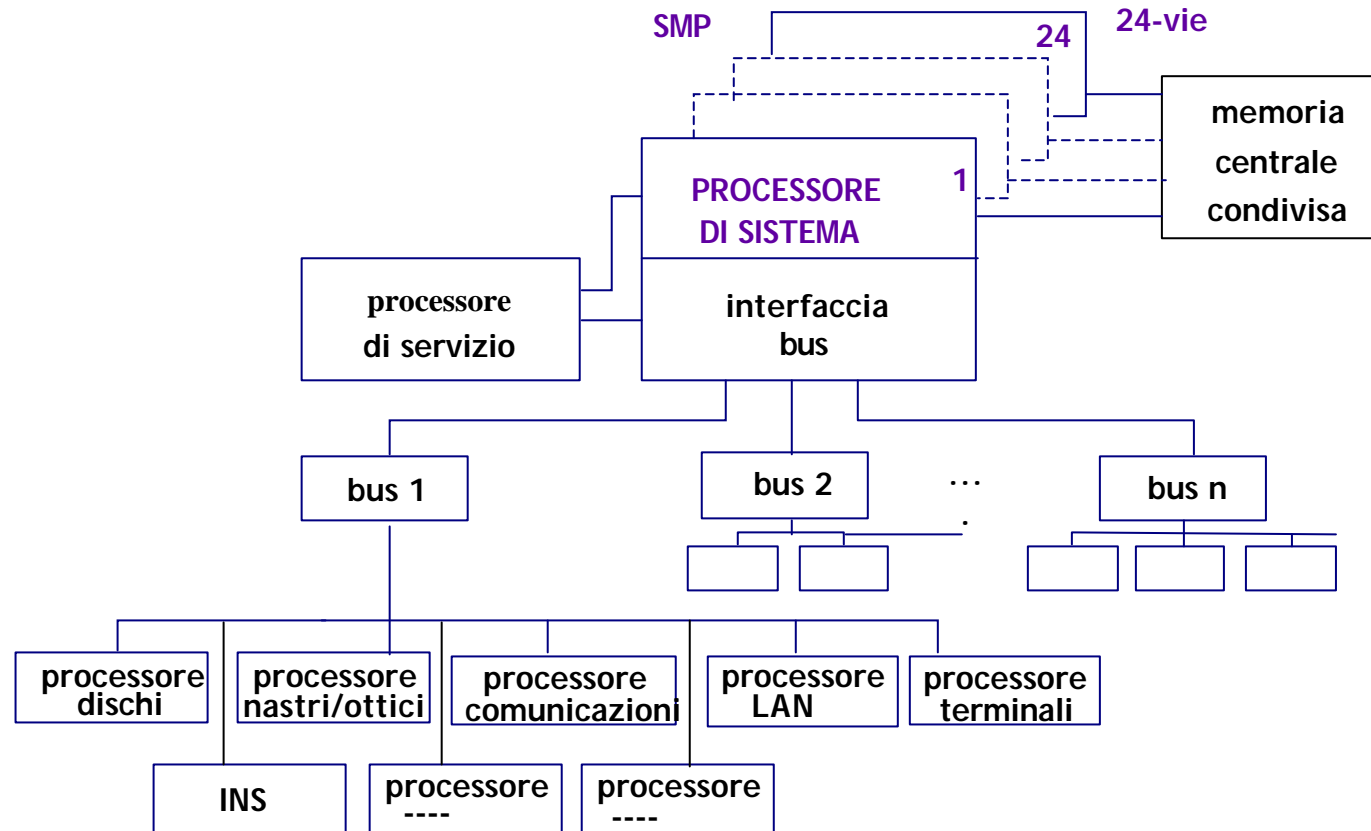 SMP
24
24-vie
memoria
centrale
condivisa
PROCESSORE
1
DI SISTEMA
processore
di servizio
interfaccia
bus
bus 1
bus 2
...
.
bus n
processore
dischi
processore
nastri/ottici
processore
comunicazioni
processore
LAN
processore
terminali
INS
processore
----
processore
----